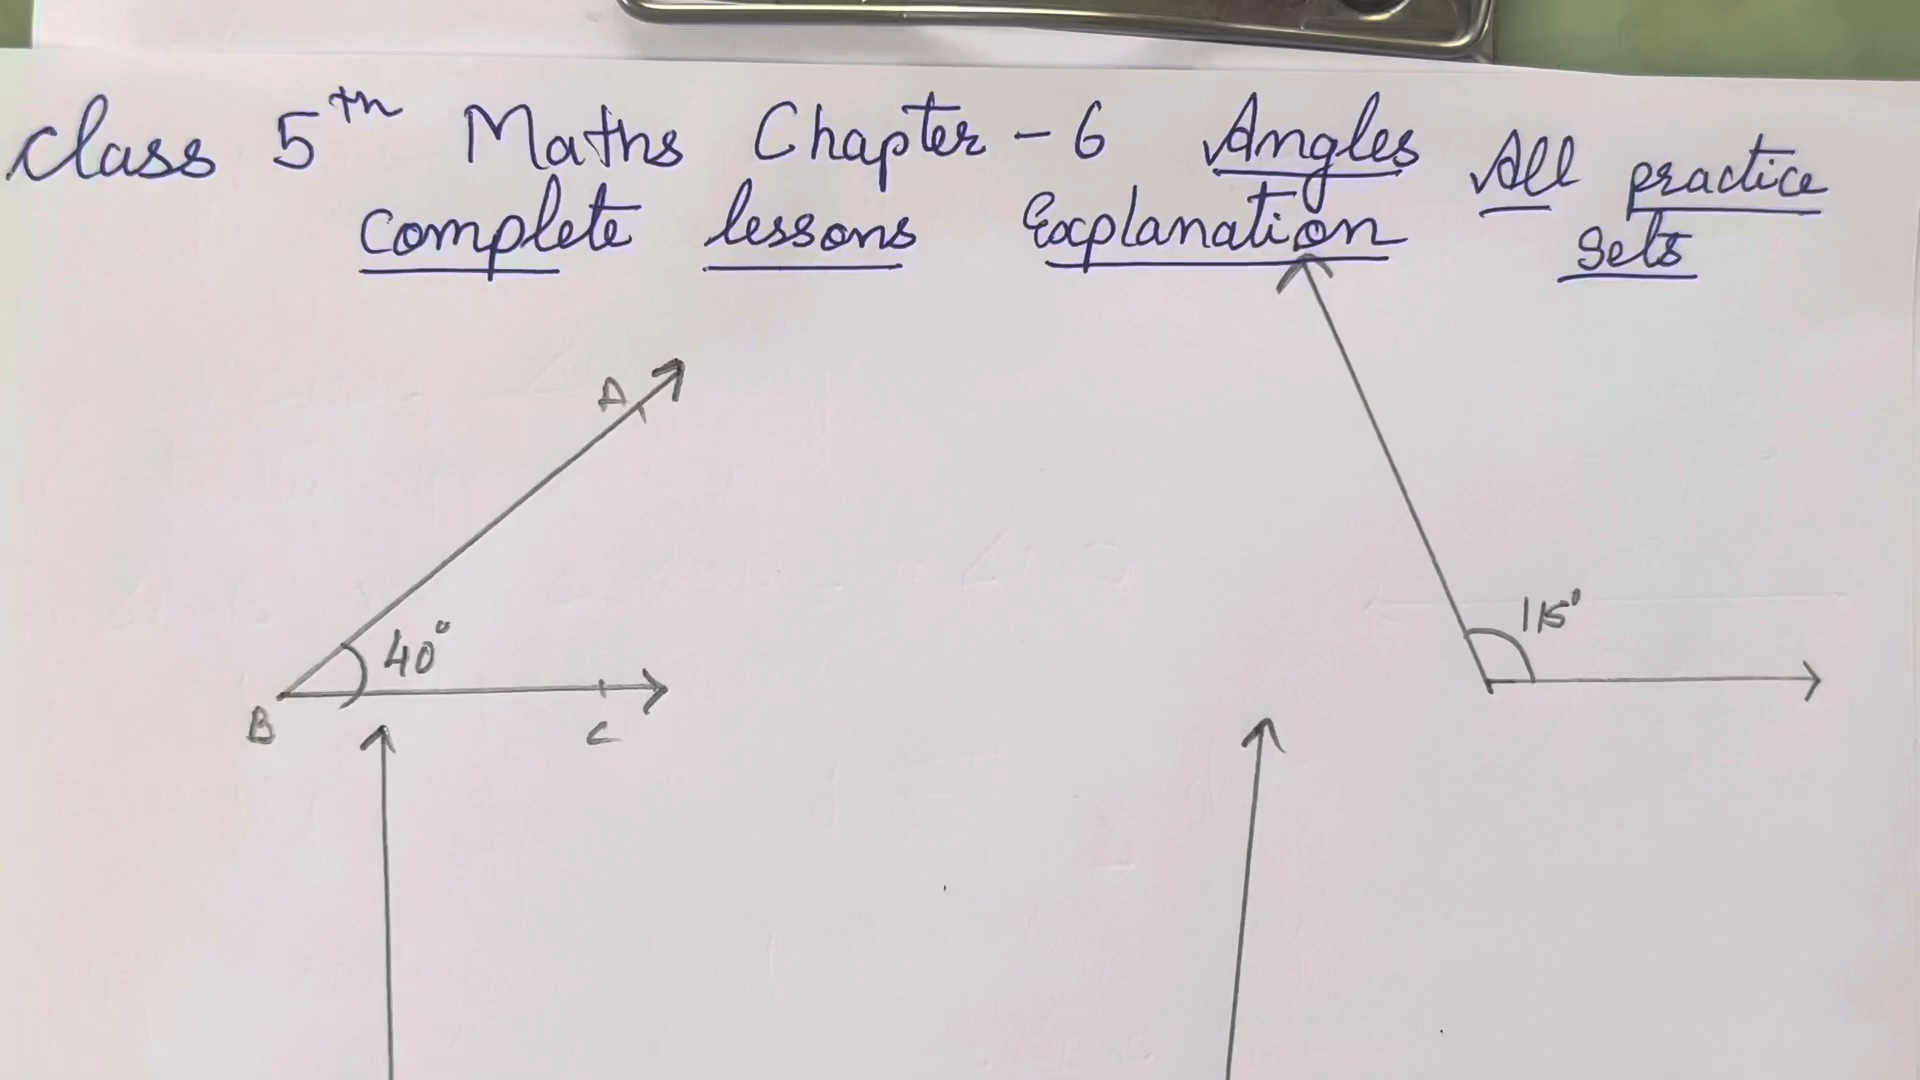 Class 5th Maths Chapter - 6 Angles All practice
Complete lessons Explanation Sets
A
40°
B
C
115°